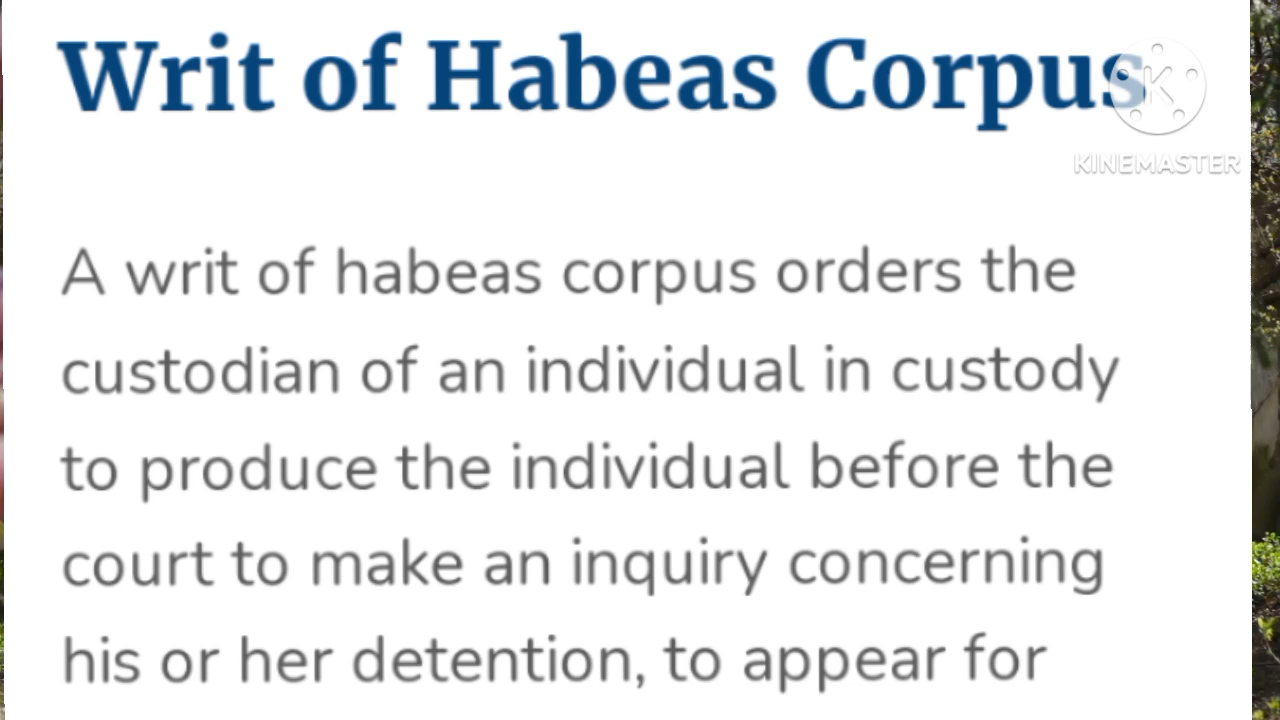 Writ of Habeas Corpus
KINEMASTER
A writ of habeas corpus orders the
custodian of an individual in custody
to produce the individual before the
court to make an inquiry concerning
his or her detention, to appear for